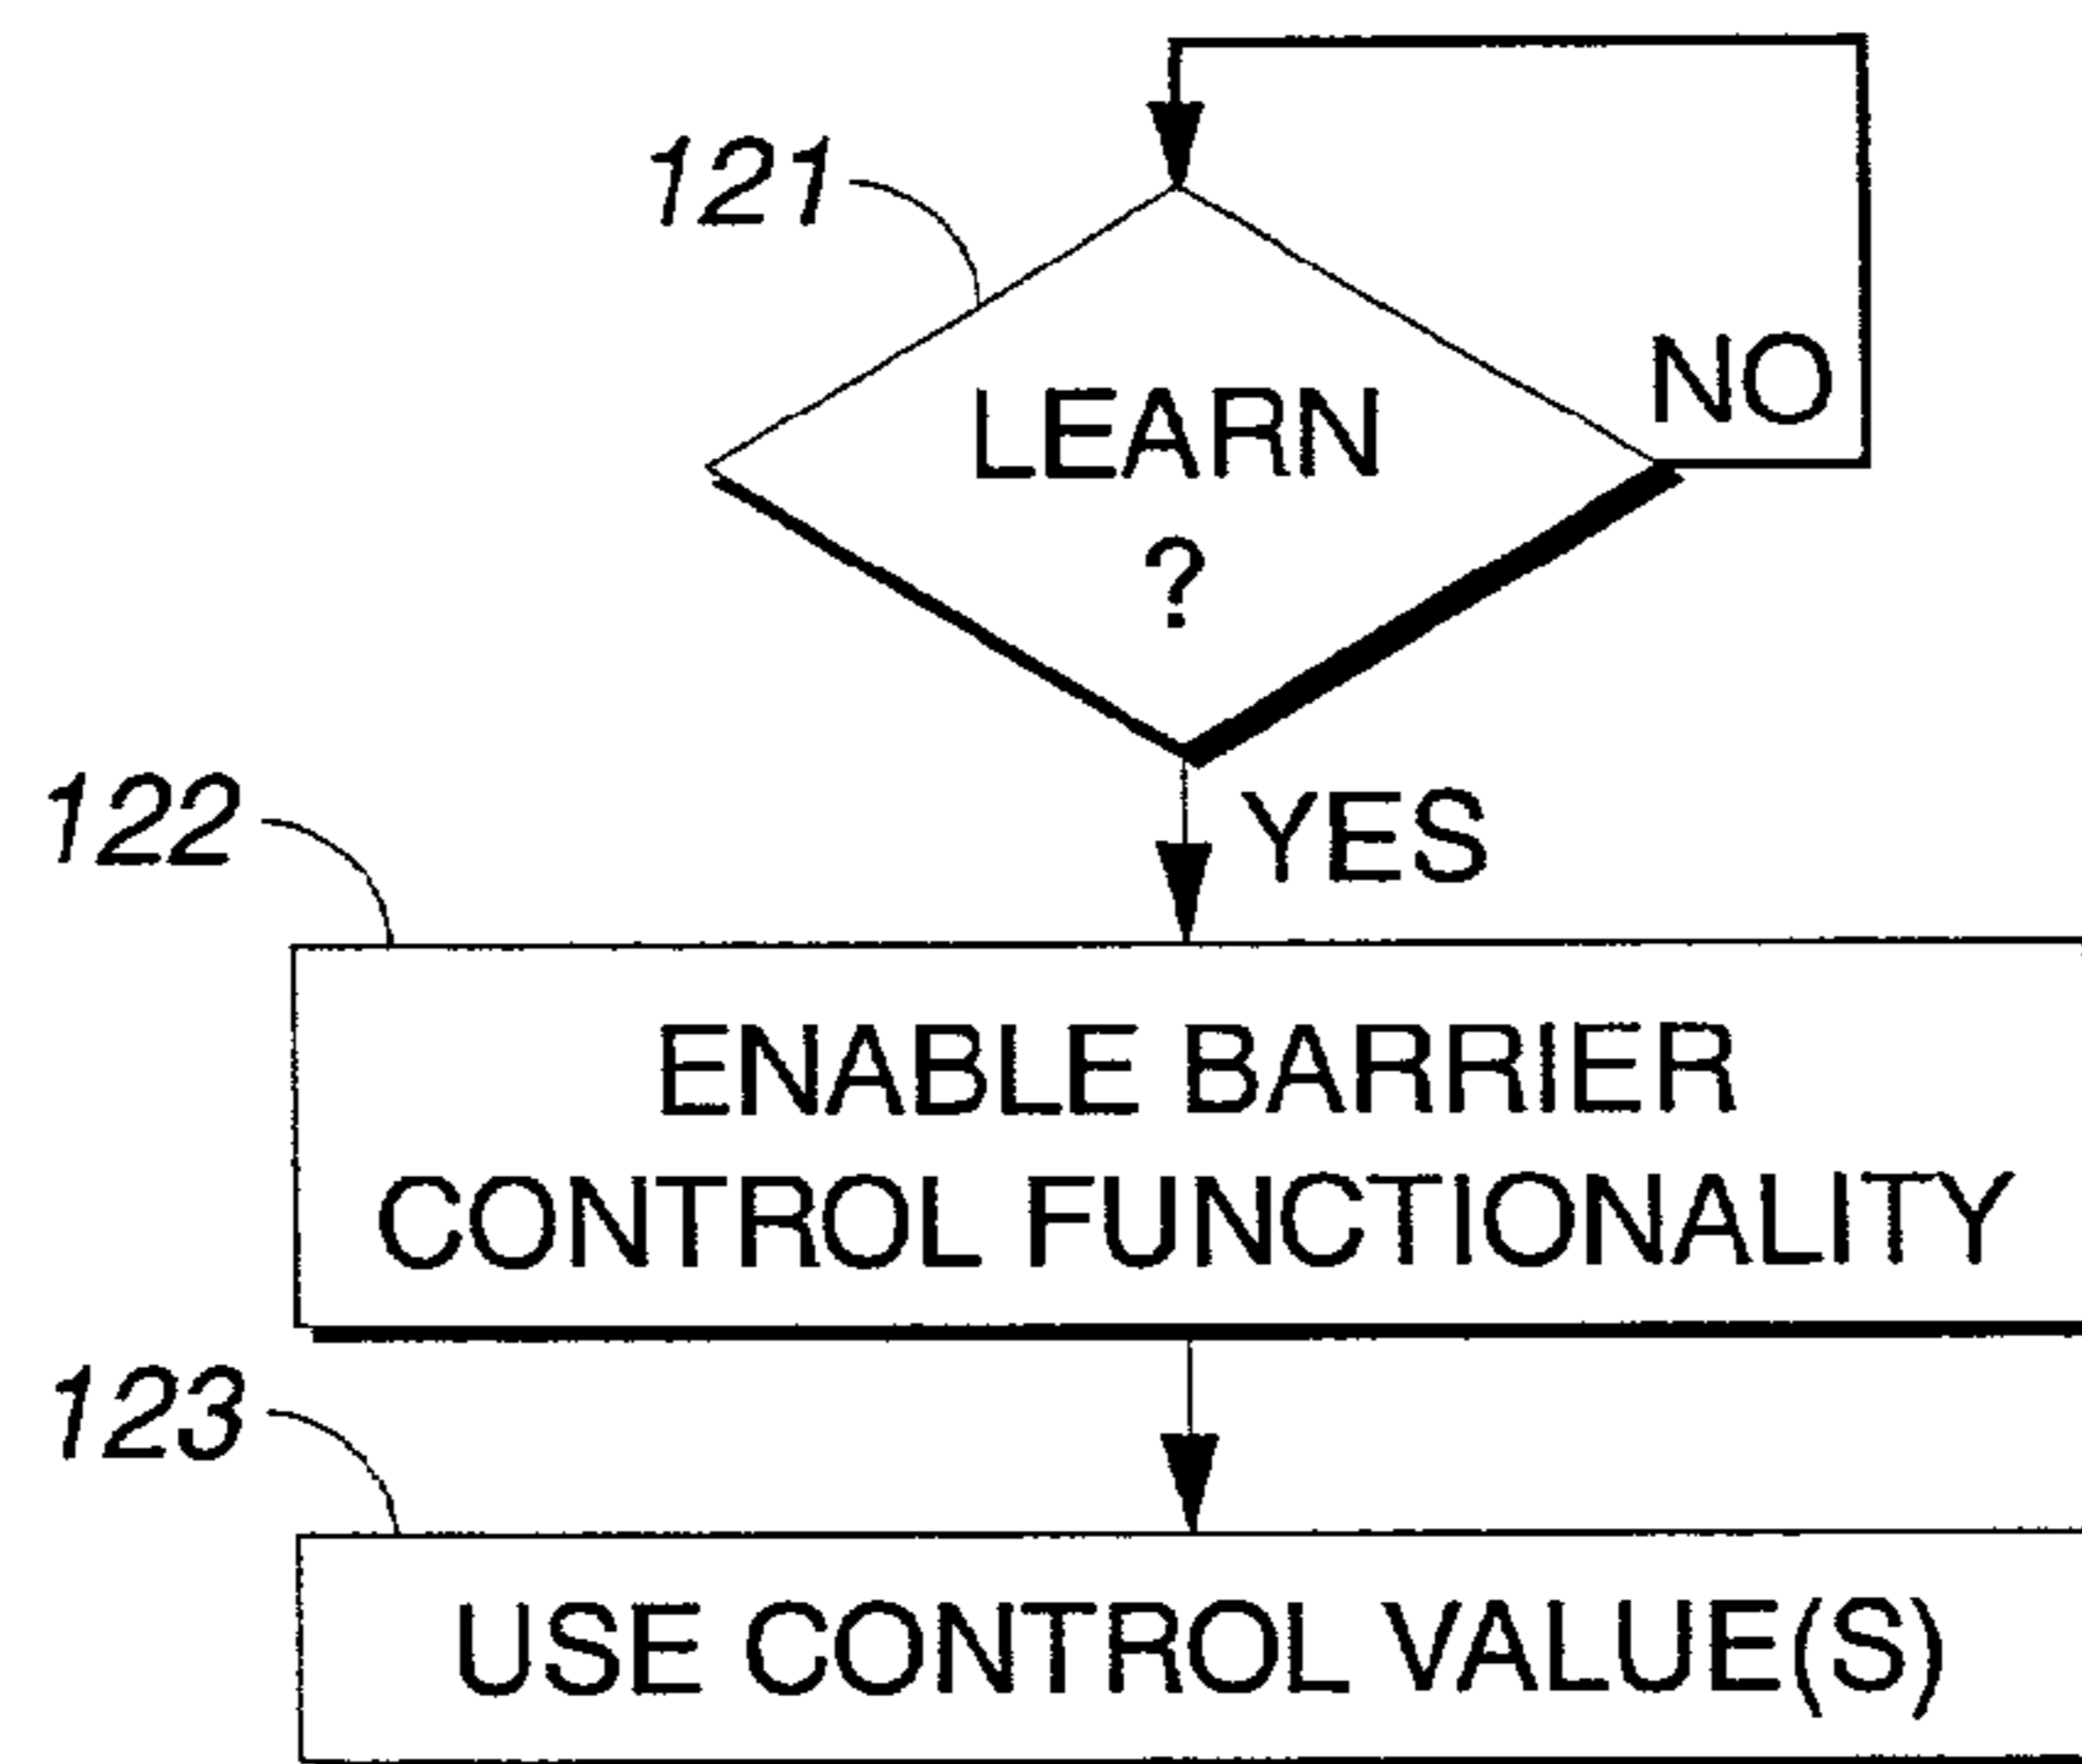 121
LEARN
?
NO
YES
122
ENABLE BARRIER
CONTROL FUNCTIONALITY
123
USE CONTROL VALUE(S)